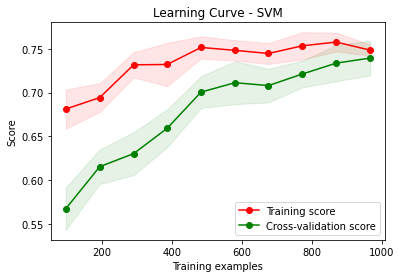 Learning Curve - SVM
Score
0.75
0.70
0.65
0.60
0.55
200
400
600
800
1000
Training examples
Training score
Cross-validation score